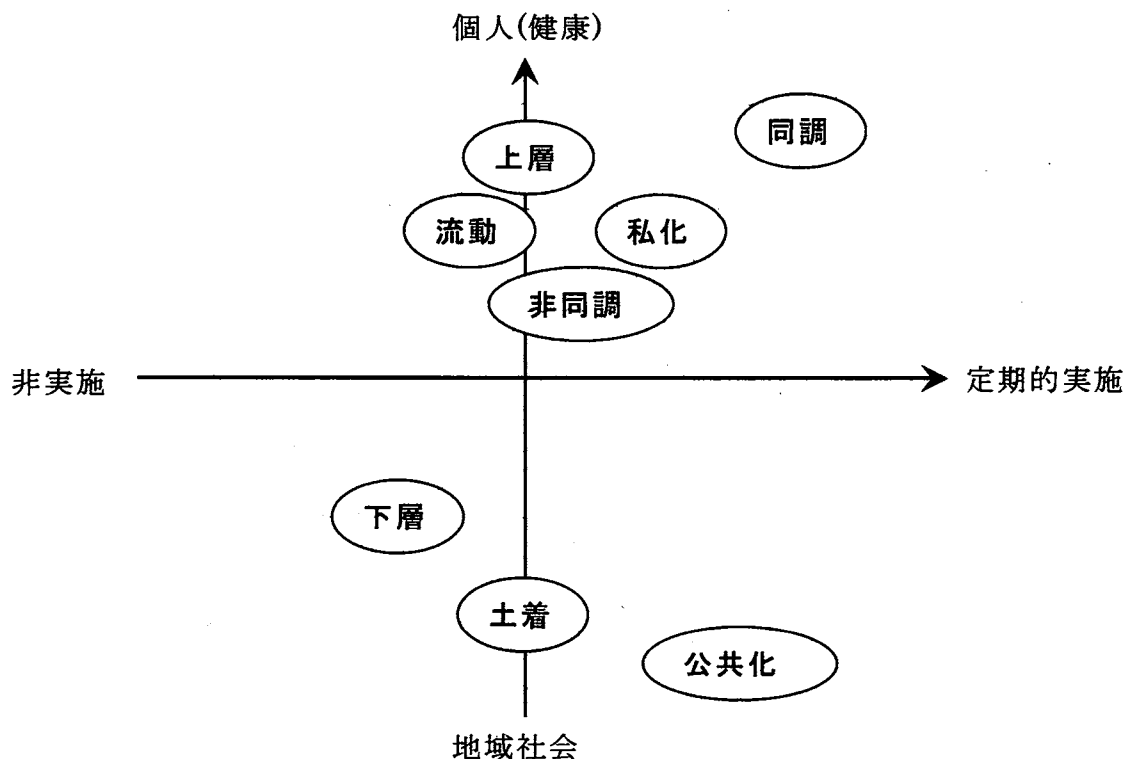 個人(健康)
同調
上層
流動
私化
非同調
非実施
定期的実施
下層
土着
公共化
地域社会